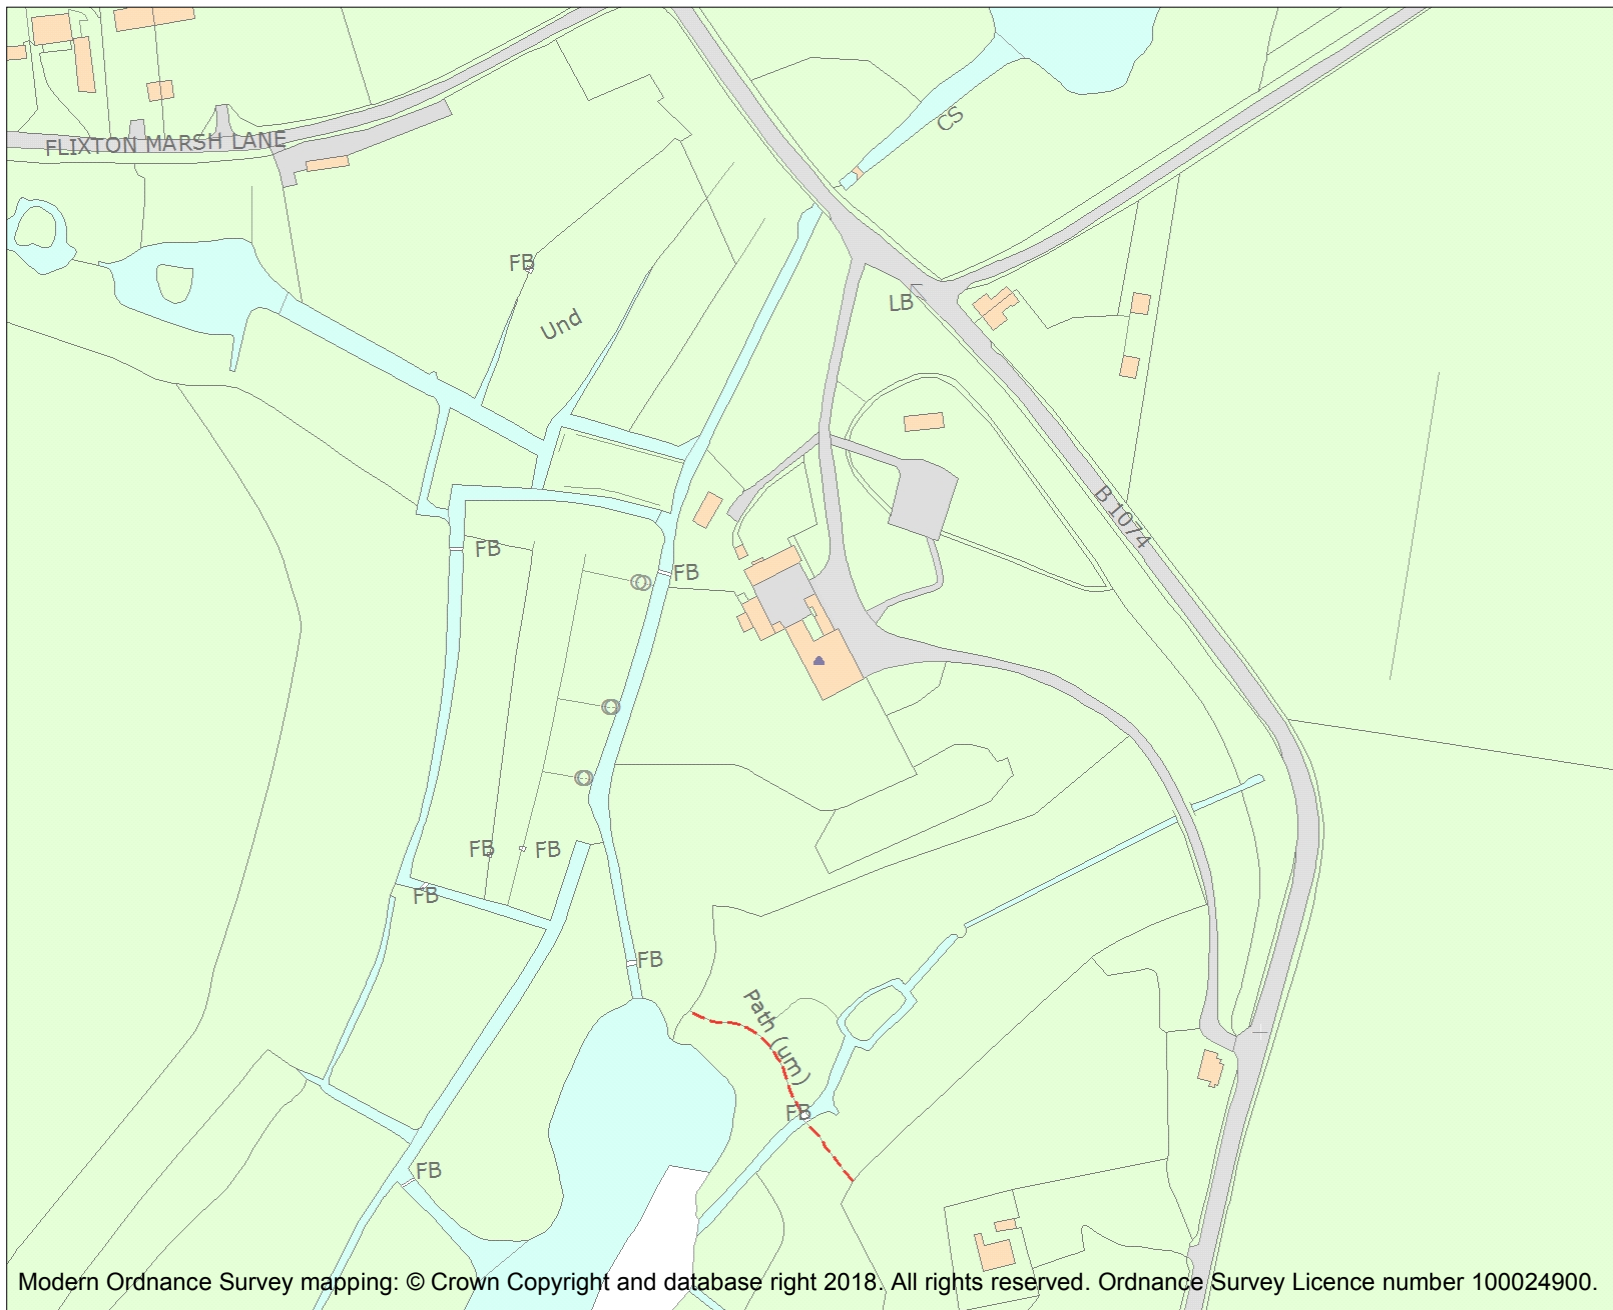 CS
FLIXTON MARSH LANE
FB
LB
Und
B 1074
FB
FB
FB
FB
FB
FB
Path (um)
FB
FB
Modern Ordnance Survey mapping: © Crown Copyright and database right 2018. All rights reserved. Ordnance Survey Licence number 100024900.